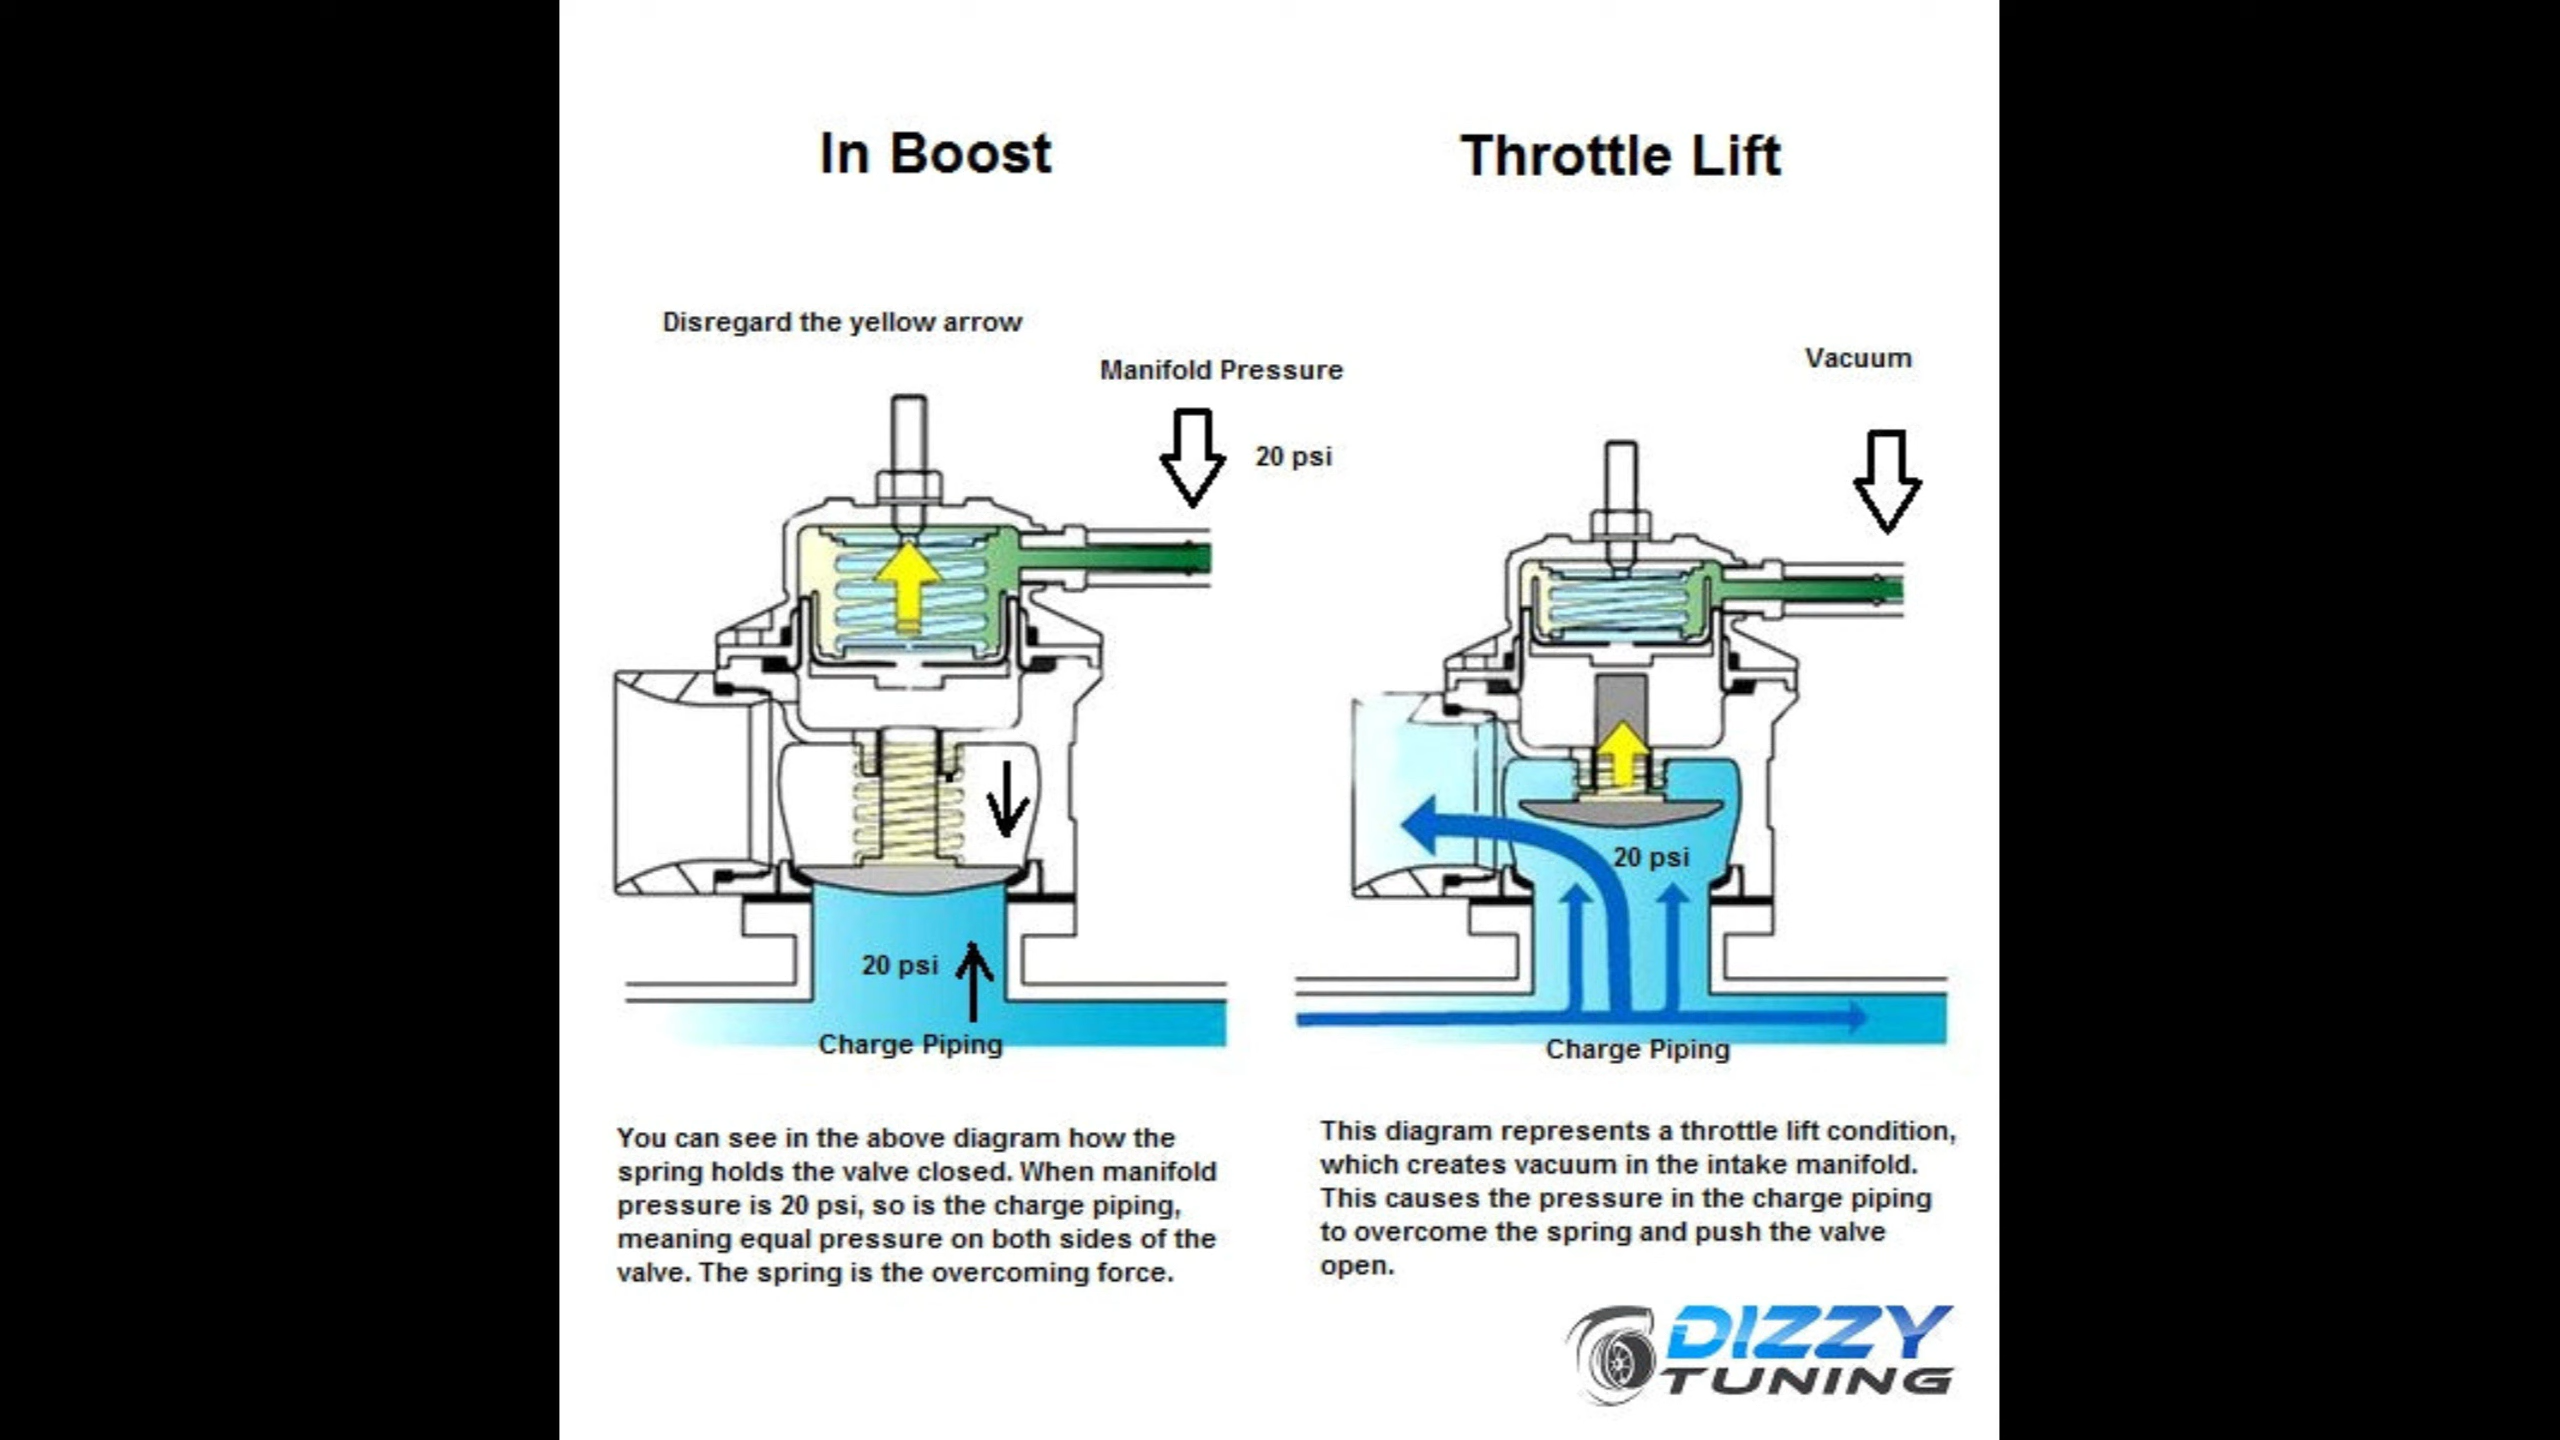 In Boost
Throttle Lift
Disregard the yellow arrow
Manifold Pressure
Vacuum
20 psi
20 psi
20 psi
Charge Piping
Charge Piping
You can see in the above diagram how the
spring holds the valve closed. When manifold
pressure is 20 psi, so is the charge piping,
meaning equal pressure on both sides of the
valve. The spring is the overcoming force.
This diagram represents a throttle lift condition,
which creates vacuum in the intake manifold.
This causes the pressure in the charge piping
to overcome the spring and push the valve
open.
DIZZY
TUNING